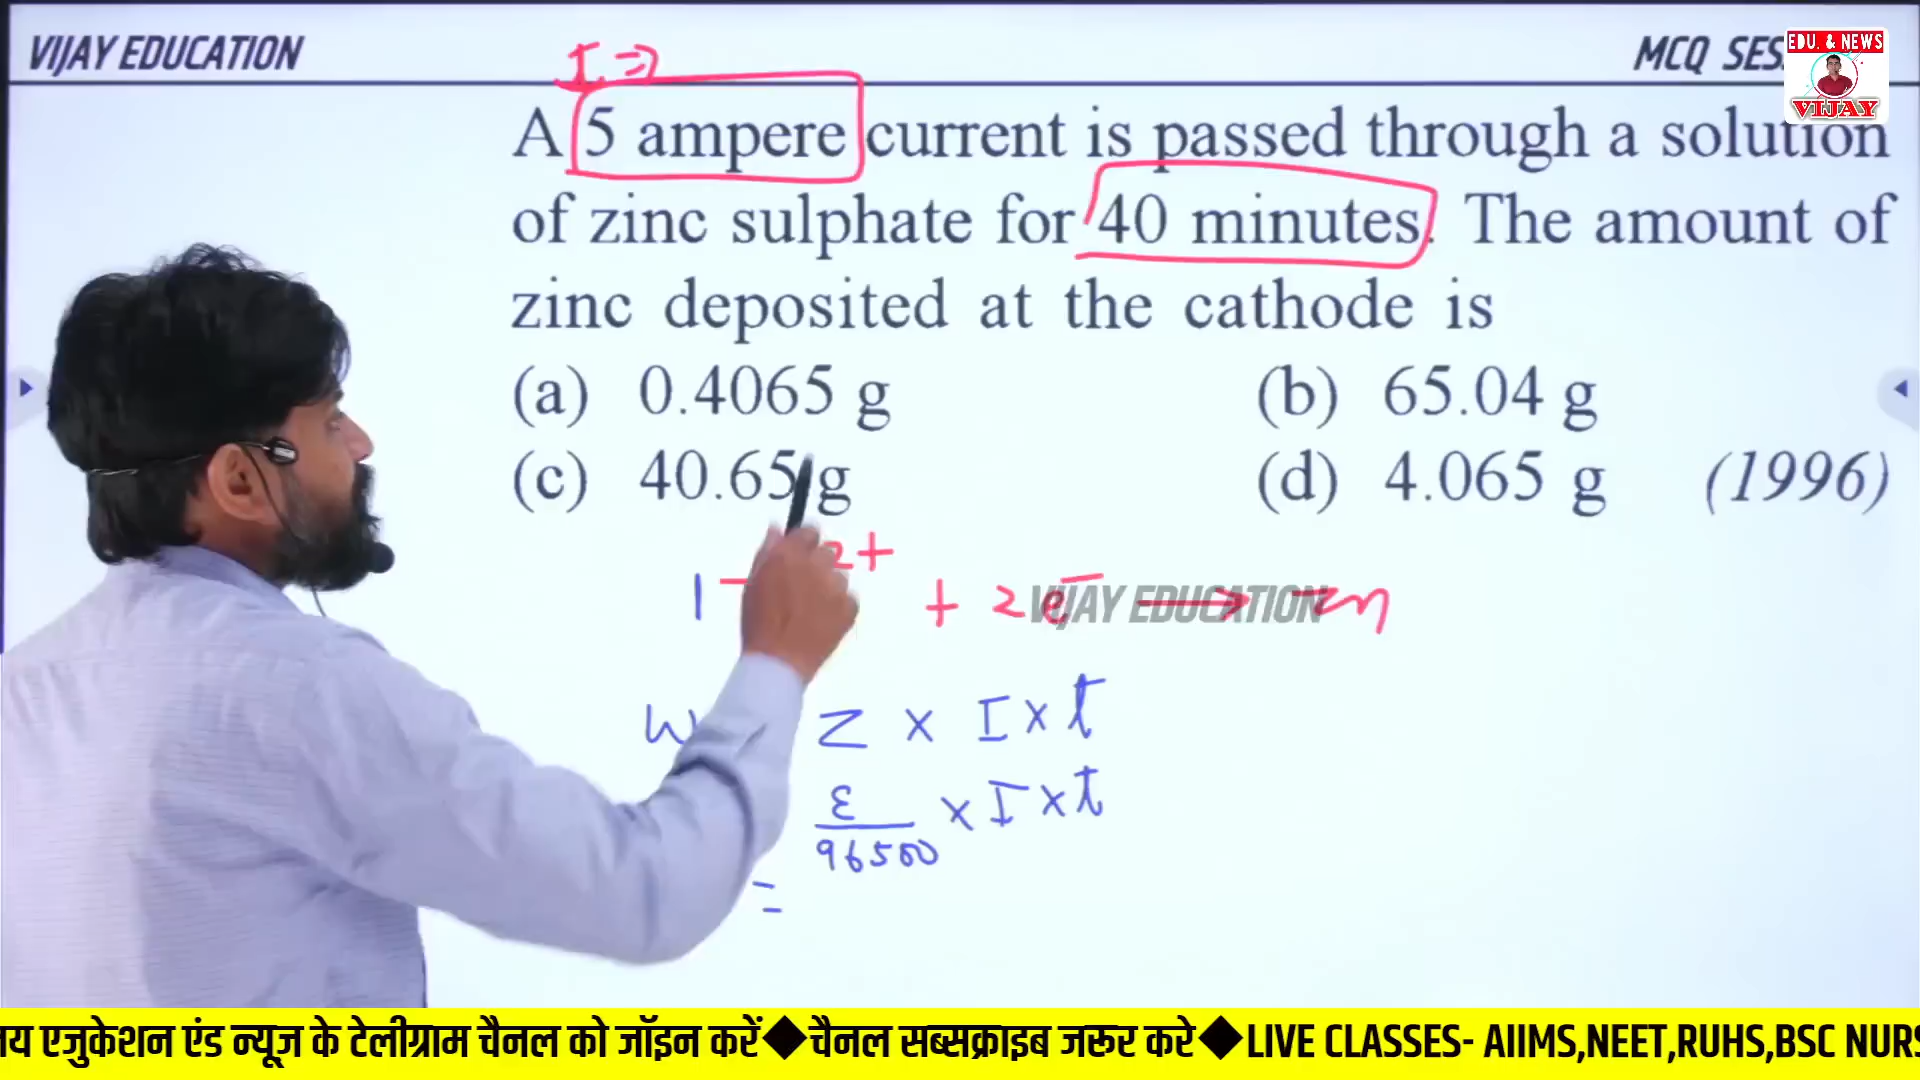 VIJAY EDUCATION
MCQ SES
EDU. & NEWS
VIJAY
I ⇒
A 5 ampere current is passed through a solution
of zinc sulphate for 40 minutes. The amount of
zinc deposited at the cathode is
(a) 0.4065 g (b) 65.04 g
(c) 40.65 g (d) 4.065 g (1996)
2+
+ 2e⁻ → Zn
VIJAY EDUCATION
W Z × I × t
E/96500 × I × t
=
एजुकेशन एंड न्यूज के टेलीग्राम चैनल को जॉइन करें◆चैनल सब्सक्राइब जरूर करे◆LIVE CLASSES- AIIMS,NEET,RUHS,BSC NURS